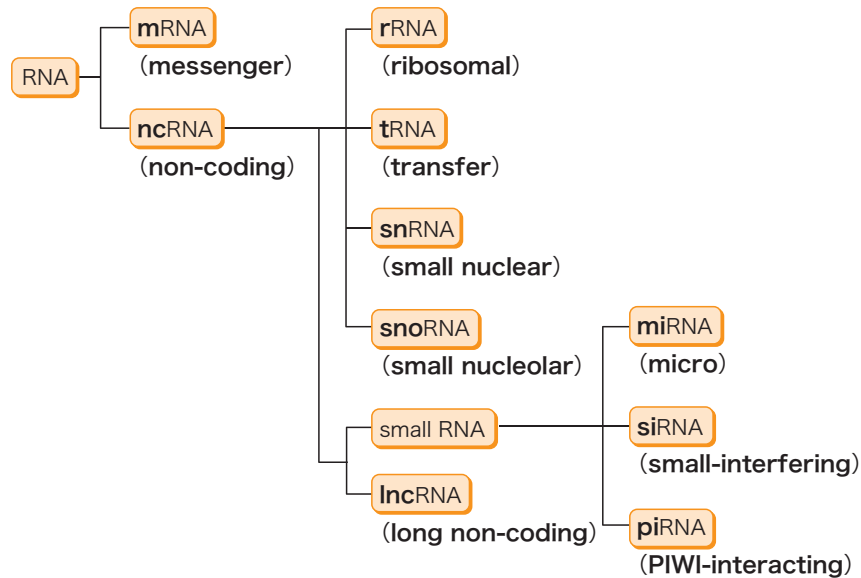 RNA
mRNA
（messenger）
ncRNA
（non-coding）
rRNA
（ribosomal）
tRNA
（transfer）
snRNA
（small nuclear）
snoRNA
（small nucleolar）
small RNA
lncRNA
（long non-coding）
miRNA
（micro）
siRNA
（small-interfering）
piRNA
（PIWI-interacting）